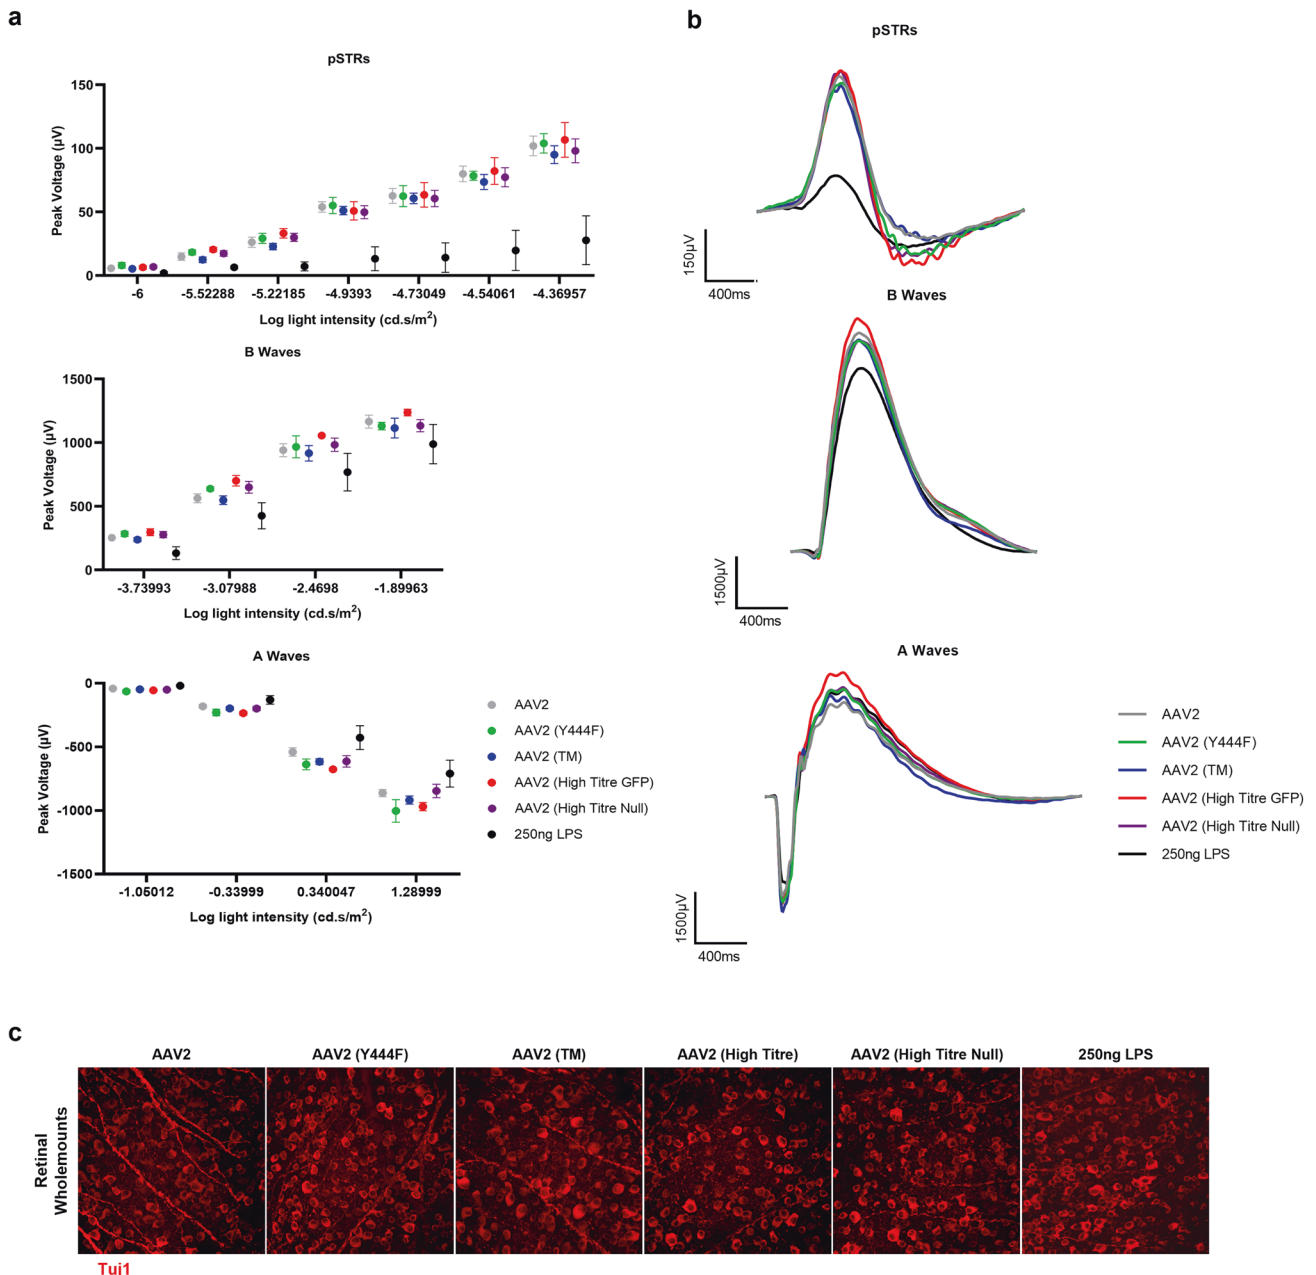 a
pSTRs
150
100
50
0
Peak Voltage (µV)
-6 -5.52288 -5.22185 -4.9393 -4.73049 -4.54061 -4.36957
Log light intensity (cd.s/m²)
B Waves
1500
1000
500
0
Peak Voltage (µV)
-3.73993 -3.07988 -2.4698 -1.89963
Log light intensity (cd.s/m²)
A Waves
0
-500
-1000
-1500
Peak Voltage (µV)
-1.05012 -0.33999 0.340047 1.28999
Log light intensity (cd.s/m²)
AAV2
AAV2 (Y444F)
AAV2 (TM)
AAV2 (High Titre GFP)
AAV2 (High Titre Null)
250ng LPS
b
pSTRs
150µV
400ms
B Waves
1500µV
400ms
A Waves
1500µV
400ms
AAV2
AAV2 (Y444F)
AAV2 (TM)
AAV2 (High Titre GFP)
AAV2 (High Titre Null)
250ng LPS
c
AAV2 AAV2 (Y444F) AAV2 (TM) AAV2 (High Titre) AAV2 (High Titre Null) 250ng LPS
Retinal
Wholemounts
Tui1